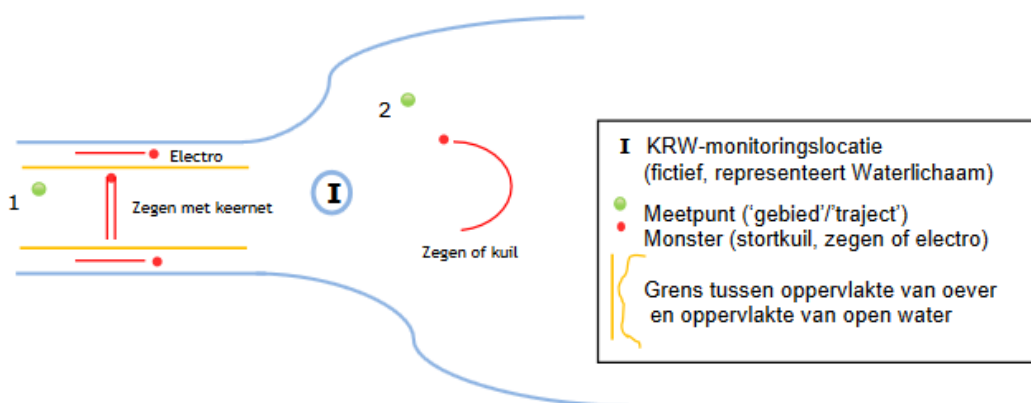 2
Electro
1
Zegen met keernet
I
Zegen of kuil
I KRW-monitoringslocatie
(fictief, representeert Waterlichaam)
Meetpunt (‘gebied’/’traject’)
Monster (stortkuil, zegen of electro)
Grens tussen oppervlakte van oever
en oppervlakte van open water